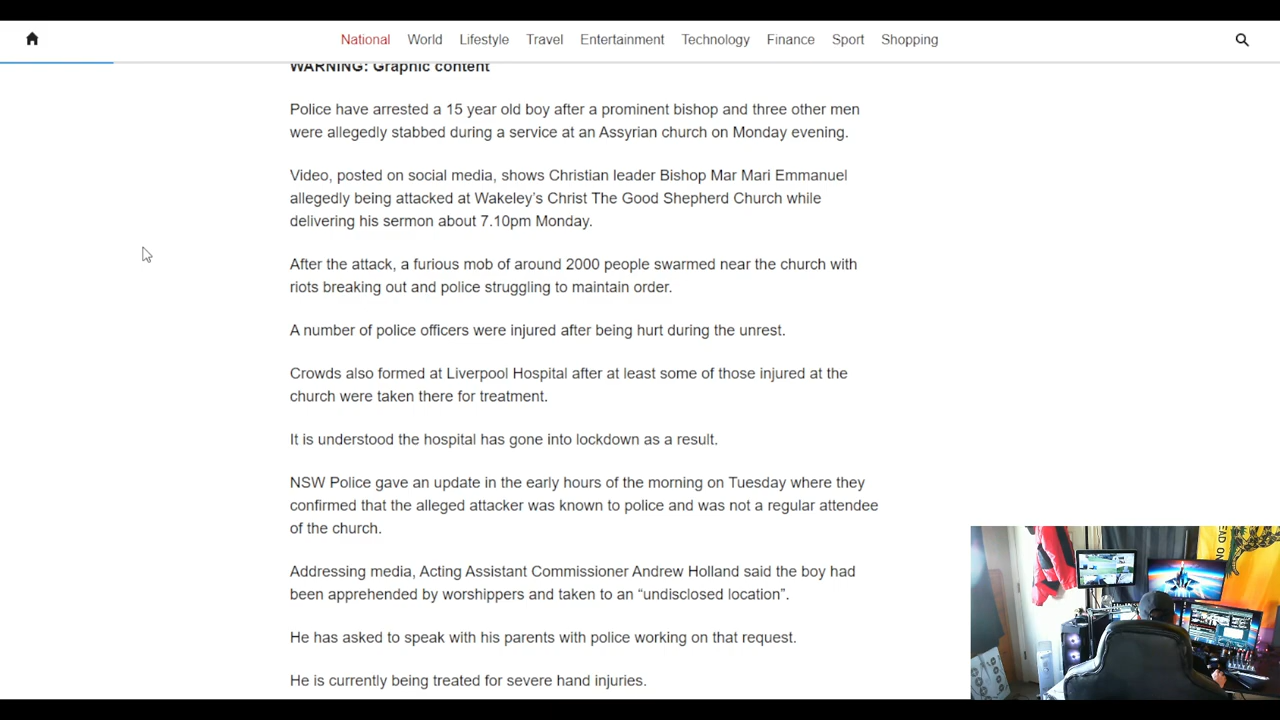 National World Lifestyle Travel Entertainment Technology Finance Sport Shopping
WARNING: Graphic content
Police have arrested a 15 year old boy after a prominent bishop and three other men
were allegedly stabbed during a service at an Assyrian church on Monday evening.
Video, posted on social media, shows Christian leader Bishop Mar Mari Emmanuel
allegedly being attacked at Wakeley’s Christ The Good Shepherd Church while
delivering his sermon about 7.10pm Monday.
After the attack, a furious mob of around 2000 people swarmed near the church with
riots breaking out and police struggling to maintain order.
A number of police officers were injured after being hurt during the unrest.
Crowds also formed at Liverpool Hospital after at least some of those injured at the
church were taken there for treatment.
It is understood the hospital has gone into lockdown as a result.
NSW Police gave an update in the early hours of the morning on Tuesday where they
confirmed that the alleged attacker was known to police and was not a regular attendee
of the church.
Addressing media, Acting Assistant Commissioner Andrew Holland said the boy had
been apprehended by worshippers and taken to an “undisclosed location”.
He has asked to speak with his parents with police working on that request.
He is currently being treated for severe hand injuries.
EAD ON